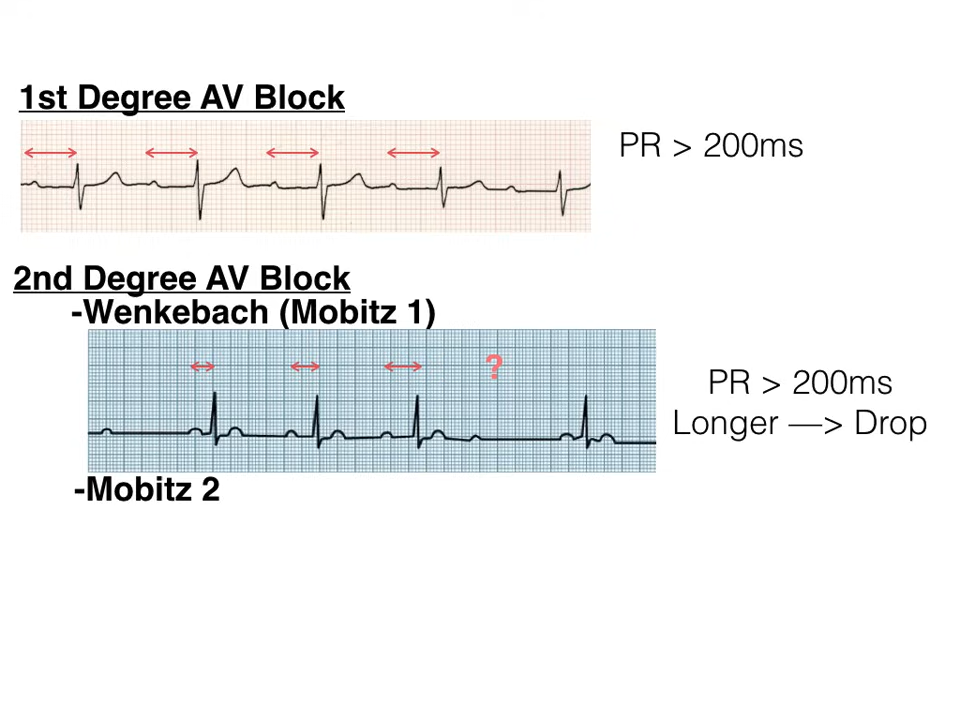 1st Degree AV Block
PR > 200ms
2nd Degree AV Block
-Wenkebach (Mobitz 1)
?
PR > 200ms
Longer —> Drop
-Mobitz 2